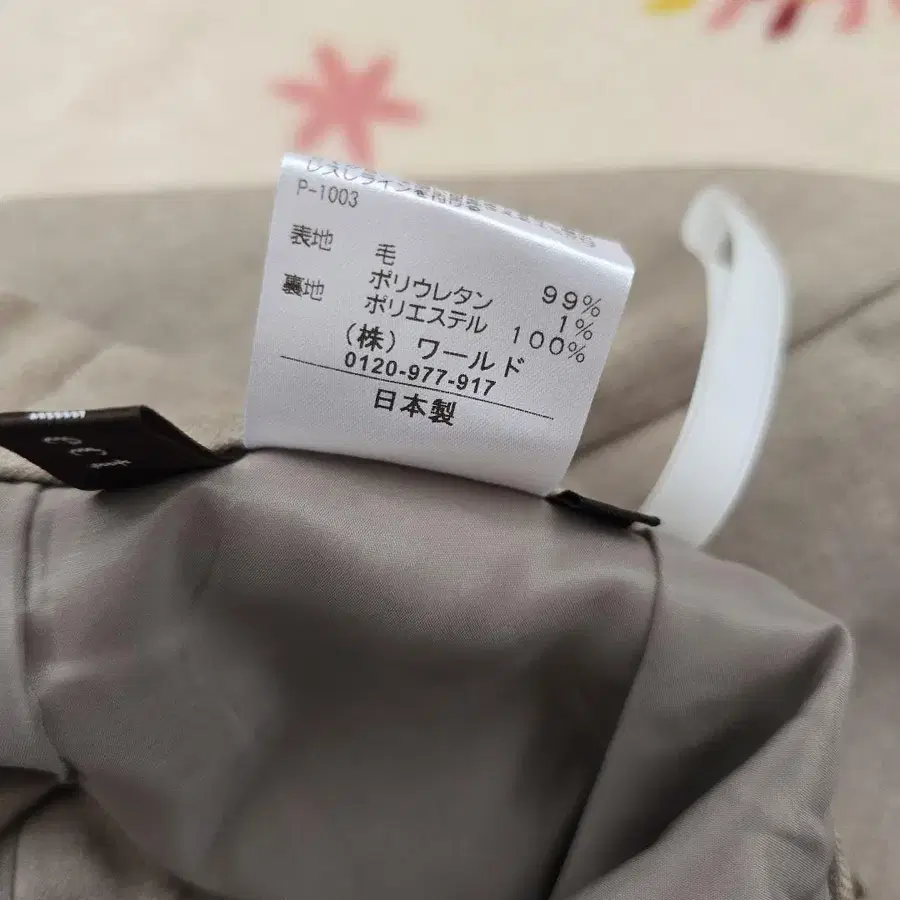 P-1003
表地 毛 99%
ポリウレタン 1%
裏地 ポリエステル 100%
(株) ワールド
0120-977-917
日本製